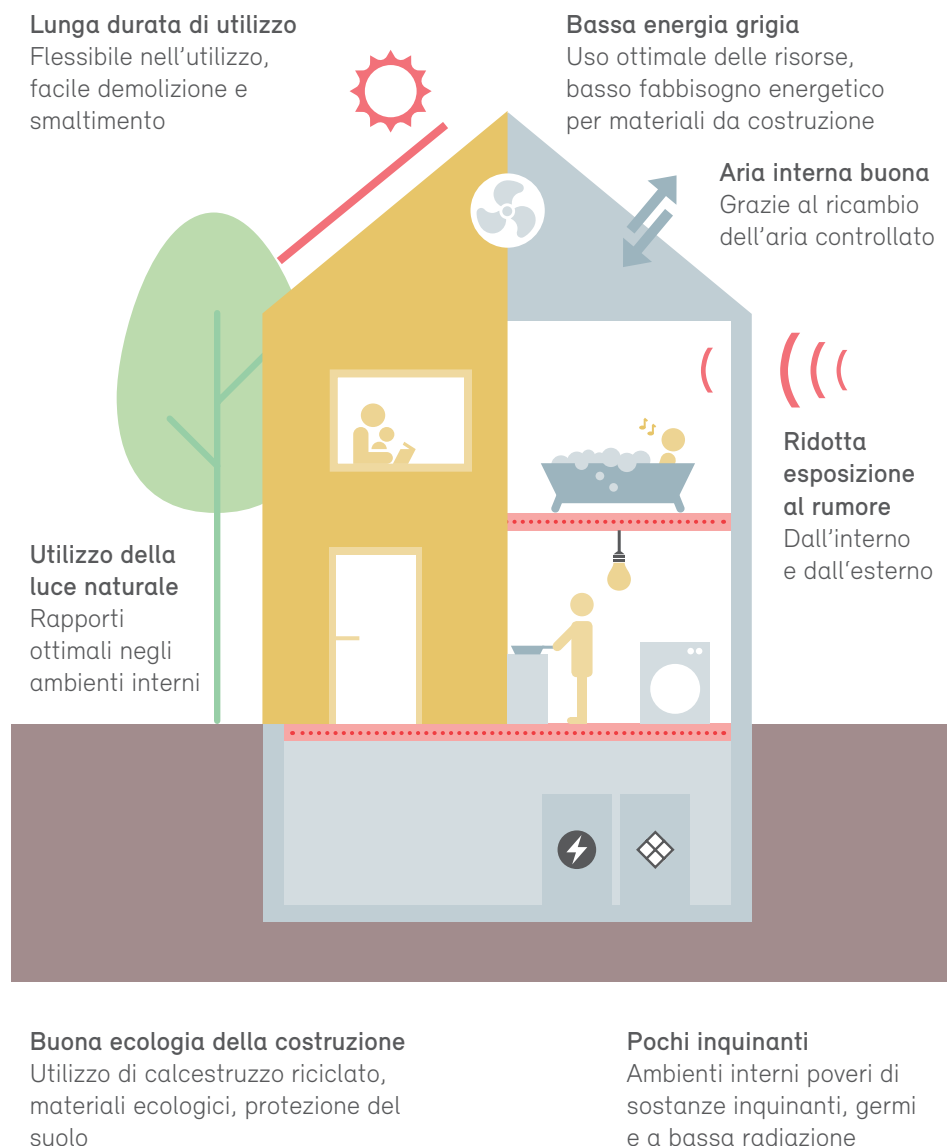 Lunga durata di utilizzo
Flessibile nell'utilizzo,
facile demolizione e
smaltimento
Bassa energia grigia
Uso ottimale delle risorse,
basso fabbisogno energetico
per materiali da costruzione
Aria interna buona
Grazie al ricambio
dell'aria controllato
Ridotta
esposizione
al rumore
Dall'interno
e dall'esterno
Utilizzo della
luce naturale
Rapporti
ottimali negli
ambienti interni
Buona ecologia della costruzione
Utilizzo di calcestruzzo riciclato,
materiali ecologici, protezione del
suolo
Pochi inquinanti
Ambienti interni poveri di
sostanze inquinanti, germi
e a bassa radiazione